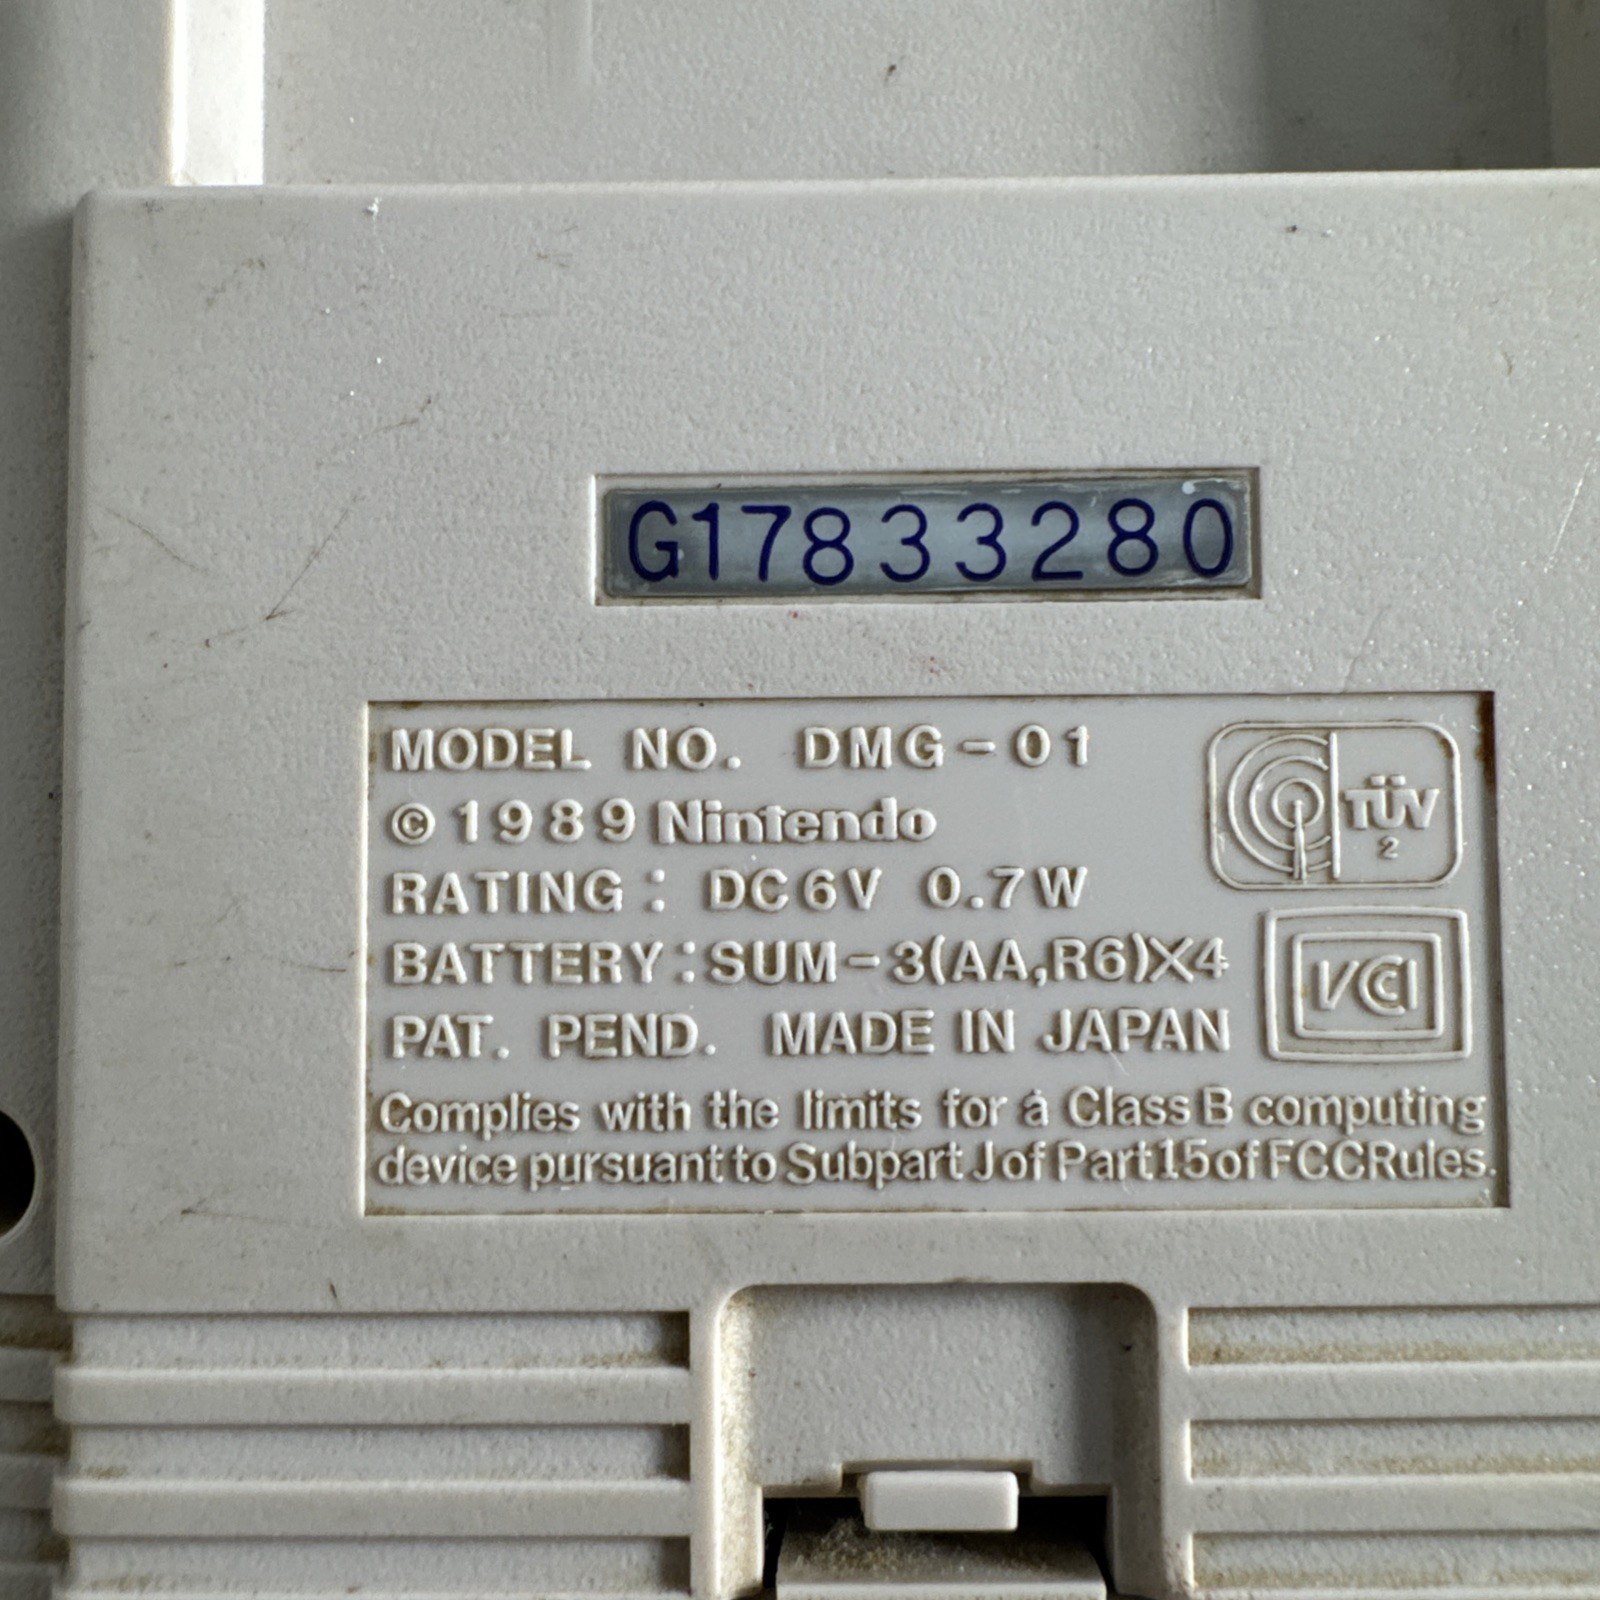 G17833280
MODEL NO. DMG-01
©1989 Nintendo
RATING: DC6V 0.7W
BATTERY:SUM-3(AA,R6)X4
PAT. PEND. MADE IN JAPAN
Complies with the limits for a Class B computing
device pursuant to Subpart J of Part 15 of FCC Rules.
TÜV
2
VCCI